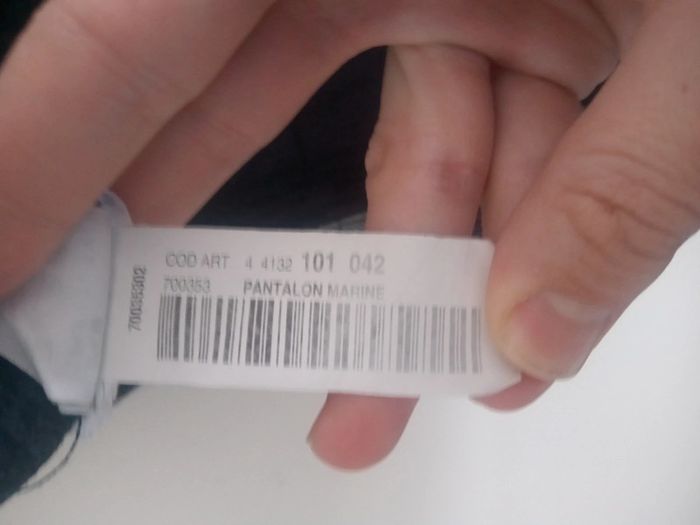 COD ART 4 4132 101 042
700353 PANTALON MARINE
70035302